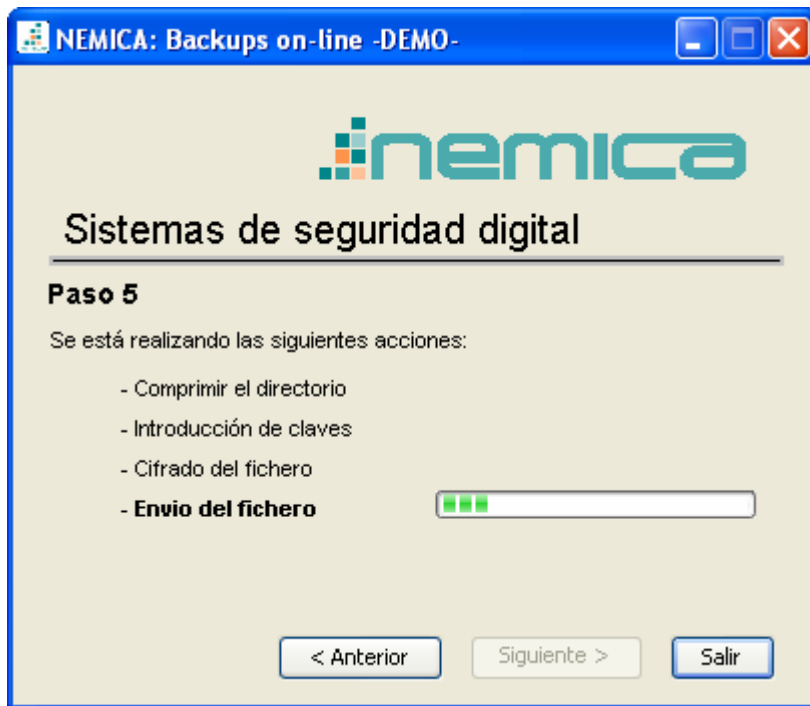 NEMICA: Backups on-line -DEMO-
nemica
Sistemas de seguridad digital
Paso 5
Se está realizando las siguientes acciones:
- Comprimir el directorio
- Introducción de claves
- Cifrado del fichero
- Envio del fichero
< Anterior
Siguiente >
Salir